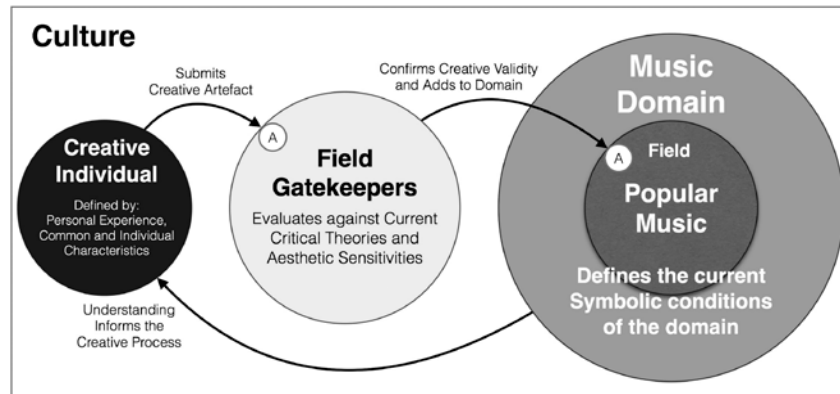 Culture
Submits
Creative Artefact
Confirms Creative Validity
and Adds to Domain
Music
Domain
A
A
Field
Creative
Individual
Defined by:
Personal Experience,
Common and Individual
Characteristics
Field
Gatekeepers
Evaluates against Current
Critical Theories and
Aesthetic Sensitivities
Popular
Music
Defines the current
Symbolic conditions
of the domain
Understanding
Informs the
Creative Process